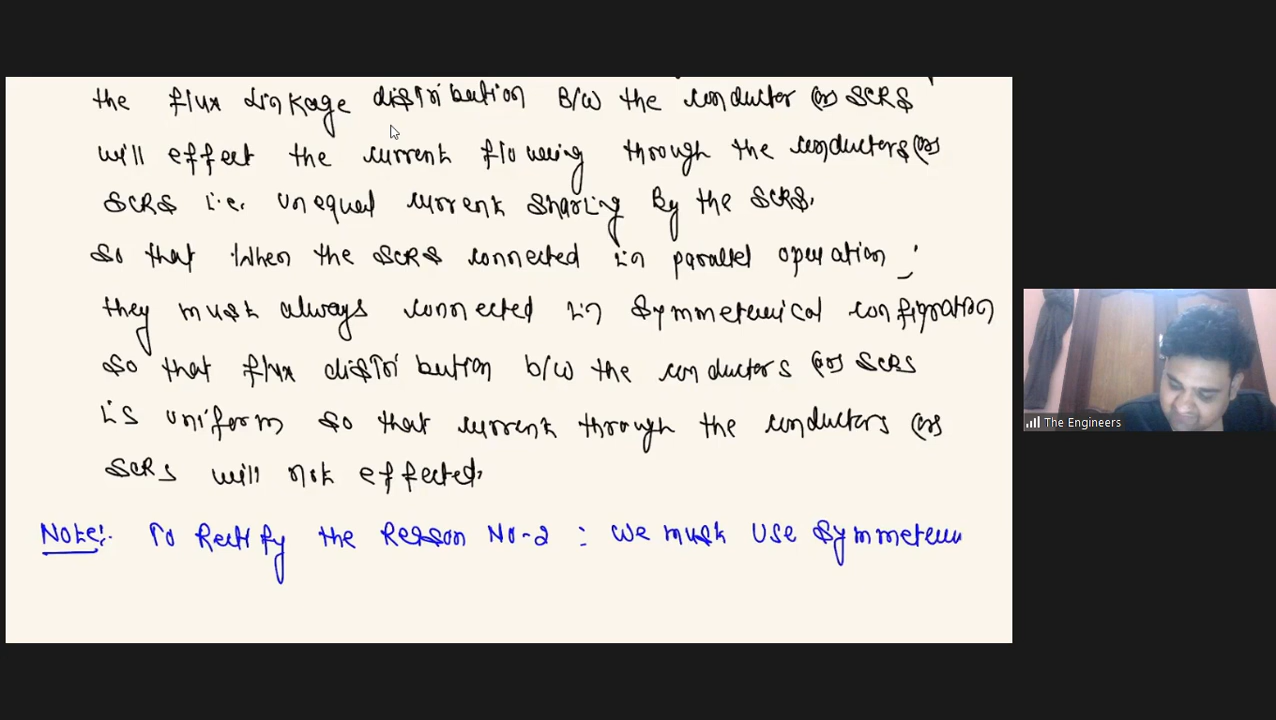 the flux linkage distribution B/w the conductor (or) SCRS
will effect the current flowing through the conductors (or)
SCRS i.e. unequal current sharing By the SCRS.
So that When the SCRS connected in parallel operation ;
they must always connected in Symmeterical configration
So that flux distribution b/w the conductors (or) SCRS
is uniform so that current through the conductors (or)
SCRS will not effected.
Note:. To Rectify the Reason No-2 : We must Use Symmeteri
The Engineers